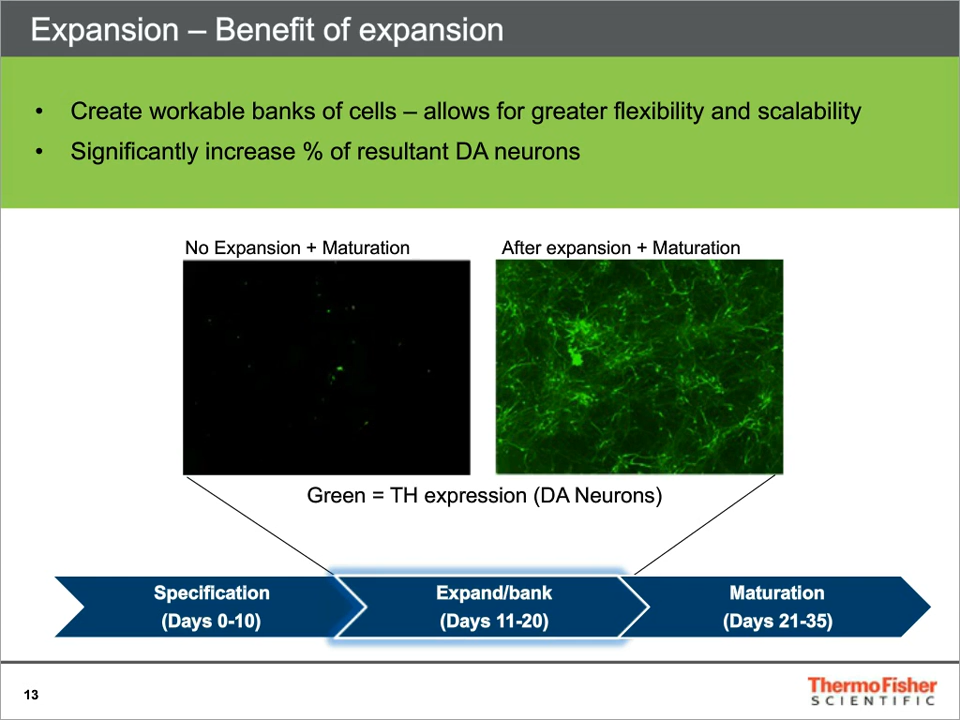 Expansion – Benefit of expansion
• Create workable banks of cells – allows for greater flexibility and scalability
• Significantly increase % of resultant DA neurons
No Expansion + Maturation
After expansion + Maturation
Green = TH expression (DA Neurons)
Specification
(Days 0-10)
Expand/bank
(Days 11-20)
Maturation
(Days 21-35)
13
ThermoFisher
SCIENTIFIC